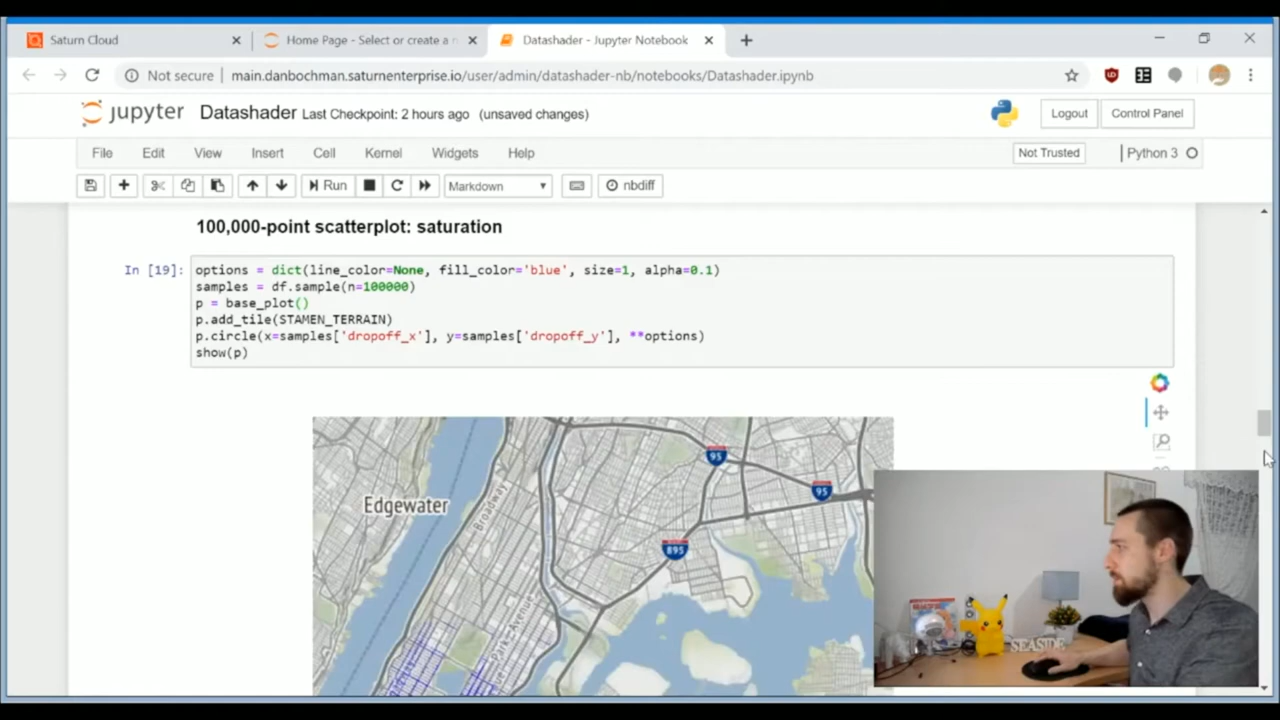 Saturn Cloud
Home Page - Select or create a n
Datashader - Jupyter Notebook
Not secure
main.danbochman.saturnenterprise.io/user/admin/datashader-nb/notebooks/Datashader.ipynb
jupyter
Datashader Last Checkpoint: 2 hours ago (unsaved changes)
Logout
Control Panel
File Edit View Insert Cell Kernel Widgets Help
Not Trusted
Python 3
Run
Markdown
nbdiff
100,000-point scatterplot: saturation
In [19]:
options = dict(line_color=None, fill_color='blue', size=1, alpha=0.1)
samples = df.sample(n=100000)
p = base_plot()
p.add_tile(STAMEN_TERRAIN)
p.circle(x=samples['dropoff_x'], y=samples['dropoff_y'], **options)
show(p)
95
95
Edgewater
Broadway
895
Park Avenue
SEASIDE